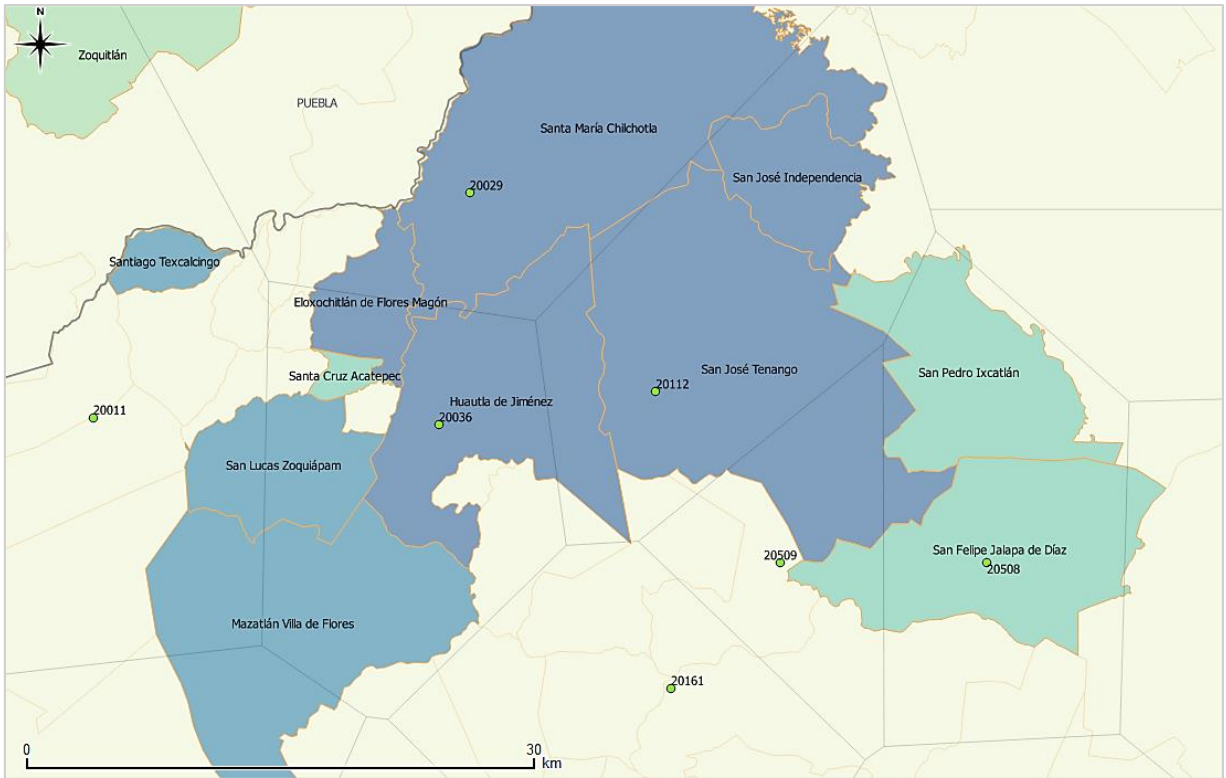 N
Zoquitlán
PUEBLA
Santa María Chilchotla
San José Independencia
20029
Santiago Texcalcingo
Eloxochitlán de Flores Magón
Santa Cruz Acatepec
San José Tenango
San Pedro Ixcatlán
20112
Huautla de Jiménez
20011
20036
San Lucas Zoquiápam
20509
San Felipe Jalapa de Díaz
20508
Mazatlán Villa de Flores
20161
0
30
km